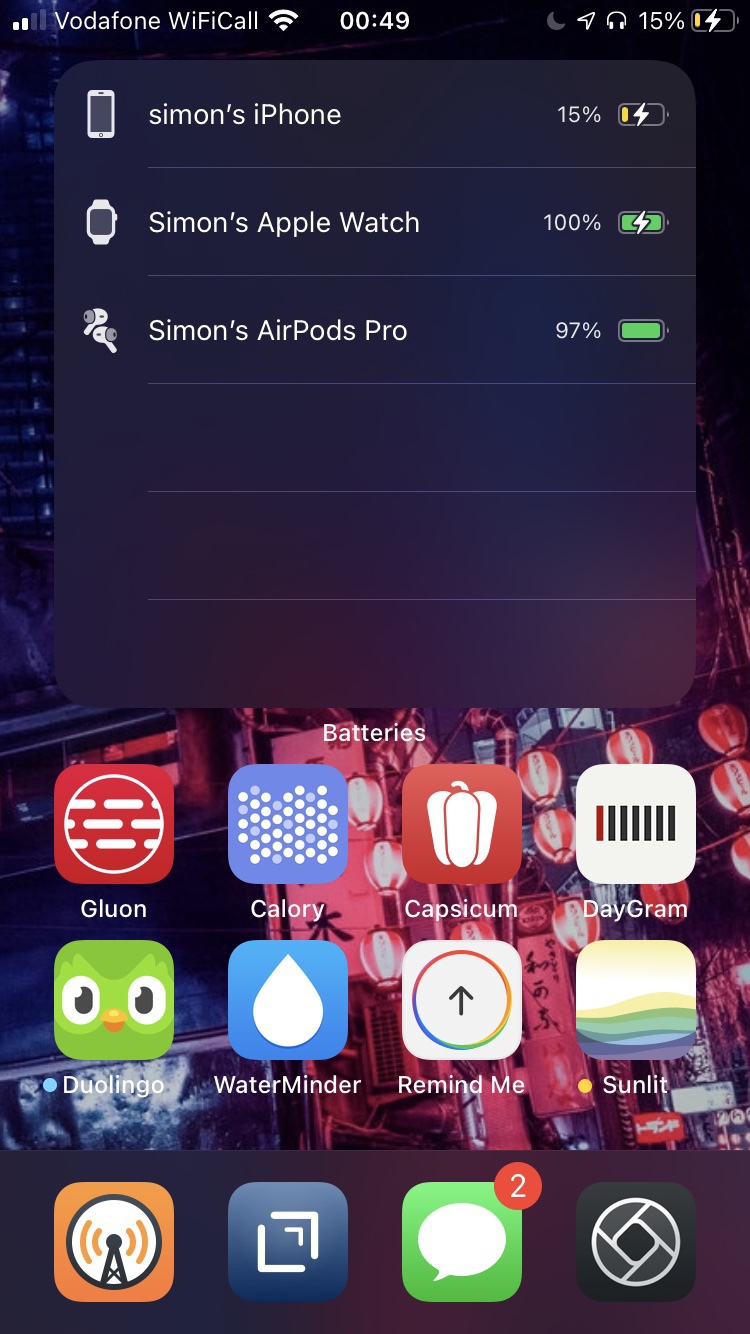 Vodafone WiFiCall 00:49 15%
simon’s iPhone 15%
Simon’s Apple Watch 100%
Simon’s AirPods Pro 97%
Batteries
Gluon Calory Capsicum DayGram
Duolingo WaterMinder Remind Me Sunlit
2